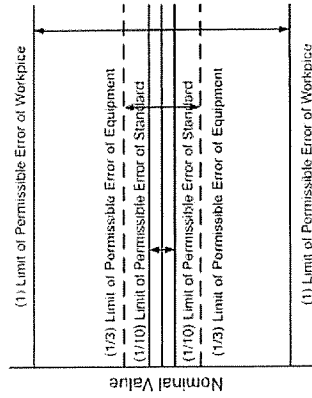 (1) Limit of Permissible Error of Workpice
(1/3) Limit of Permissible Error of Equipment
(1/10) Limit of Permissible Error of Standard
(1/10) Limit of Permissible Error of Standard
(1/3) Limit of Permissible Error of Equipment
(1) Limit of Permissible Error of Workpice
Nominal Value